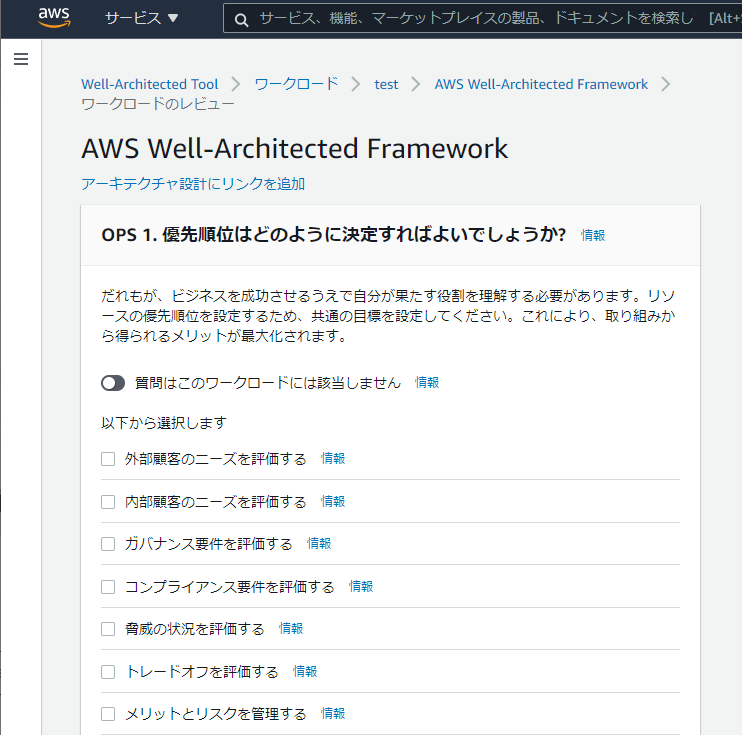 aws サービス サービス、機能、マーケットプレイスの製品、ドキュメントを検索し [Alt+
Well-Architected Tool ワークロード test AWS Well-Architected Framework
ワークロードのレビュー
AWS Well-Architected Framework
アーキテクチャ設計にリンクを追加
OPS 1. 優先順位はどのように決定すればよいでしょうか? 情報
だれもが、ビジネスを成功させるうえで自分が果たす役割を理解する必要があります。リソ
ースの優先順位を設定するため、共通の目標を設定してください。これにより、取り組みか
ら得られるメリットが最大化されます。
質問はこのワークロードには該当しません 情報
以下から選択します
外部顧客のニーズを評価する 情報
内部顧客のニーズを評価する 情報
ガバナンス要件を評価する 情報
コンプライアンス要件を評価する 情報
脅威の状況を評価する 情報
トレードオフを評価する 情報
メリットとリスクを管理する 情報